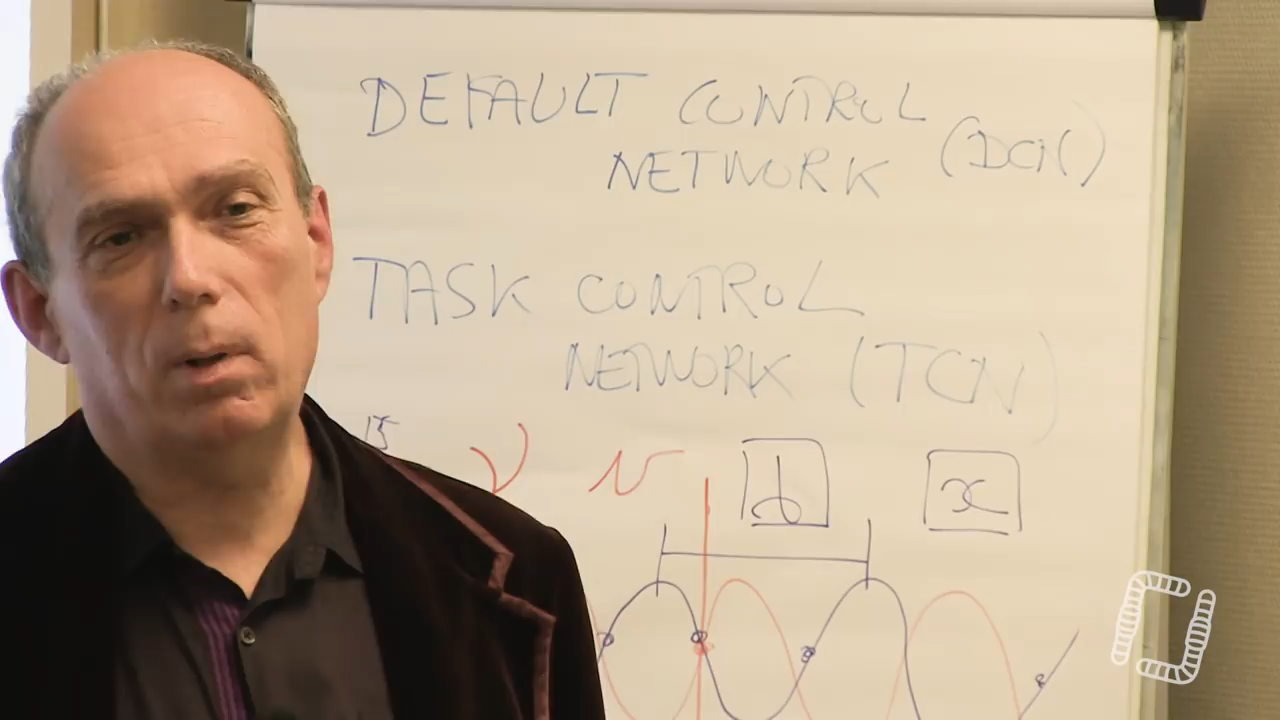 DEFAULT CONTROL
NETWORK (DCN)
TASK CONTROL
NETWORK (TCN)
x